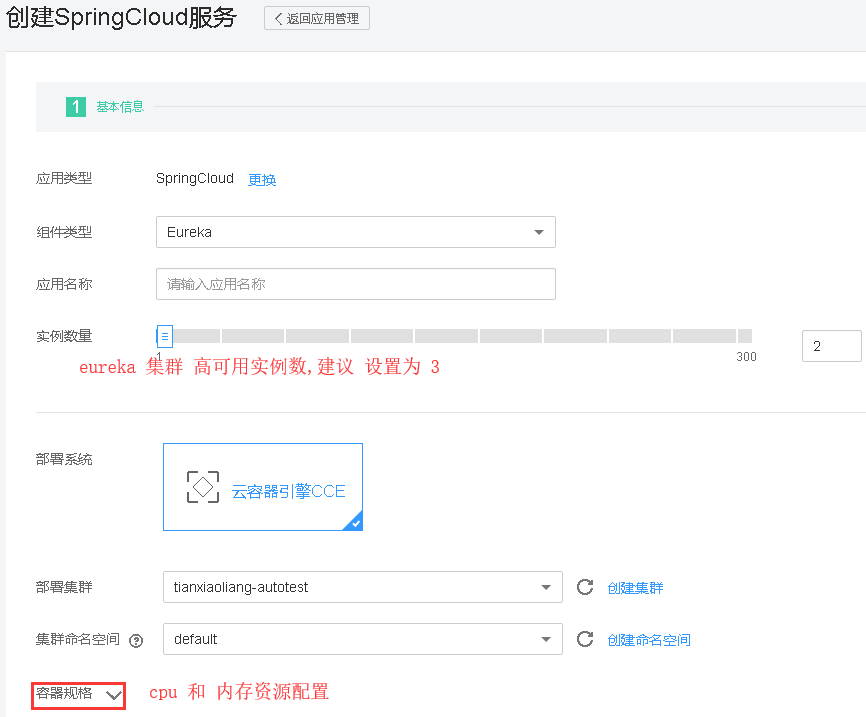 创建SpringCloud服务 返回应用管理
1 基本信息
应用类型 SpringCloud 更换
组件类型 Eureka
应用名称 请输入应用名称
实例数量 1 300 2
eureka 集群 高可用实例数,建议 设置为 3
部署系统
云容器引擎CCE
部署集群 tianxiaoliang-autotest 创建集群
集群命名空间 ? default 创建命名空间
容器规格 cpu 和 内存资源配置